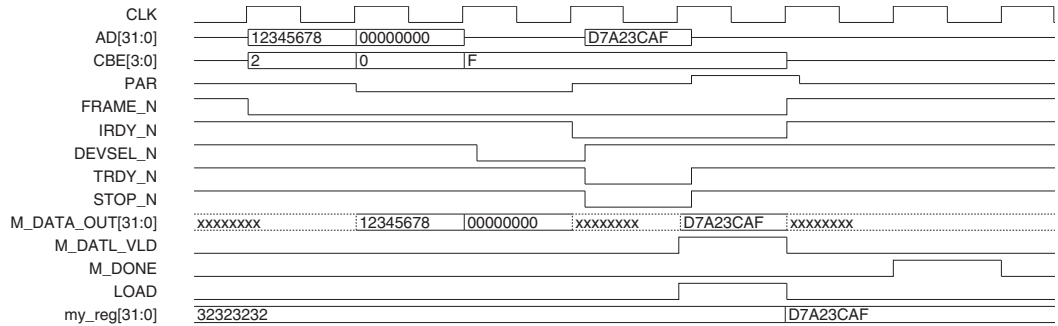 CLK
AD[31:0] 12345678 00000000 D7A23CAF
CBE[3:0] 2 0 F
PAR
FRAME_N
IRDY_N
DEVSEL_N
TRDY_N
STOP_N
M_DATA_OUT[31:0] xxxxxxxx 12345678 00000000 xxxxxxxx D7A23CAF xxxxxxxx
M_DATL_VLD
M_DONE
LOAD
my_reg[31:0] 32323232 D7A23CAF